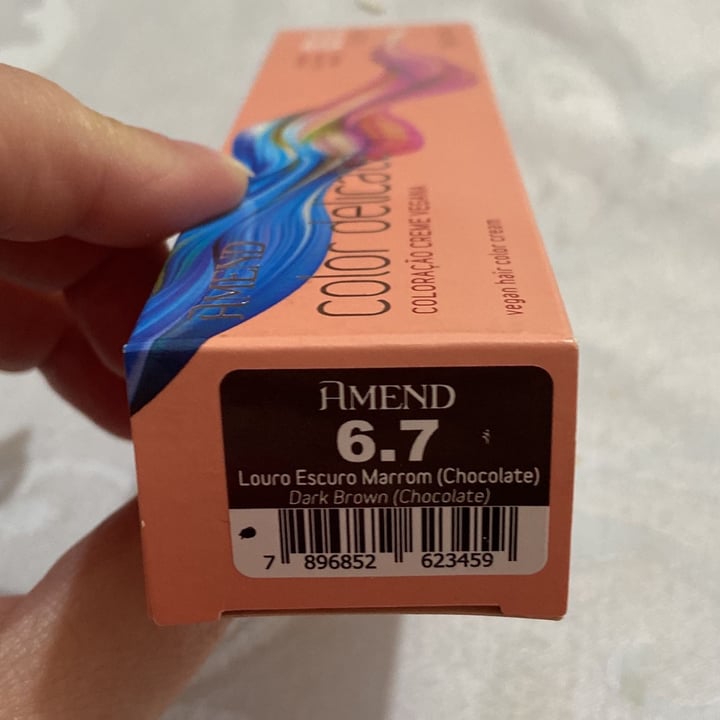 AMEND
color delicat
COLORAÇÃO CREME VEGANA
vegan hair color cream
AMEND
6.7
Louro Escuro Marrom (Chocolate)
Dark Brown (Chocolate)
7 896852 623459